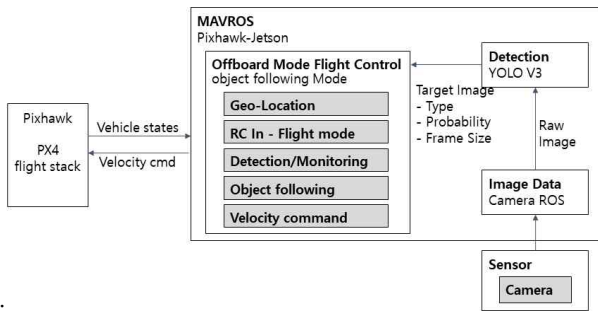 MAVROS
Pixhawk-Jetson
Offboard Mode Flight Control
object following Mode
Geo-Location
RC In - Flight mode
Detection/Monitoring
Object following
Velocity command
Pixhawk
PX4
flight stack
Vehicle states
Velocity cmd
Detection
YOLO V3
Target Image
- Type
- Probability
- Frame Size
Raw
Image
Image Data
Camera ROS
Sensor
Camera
.